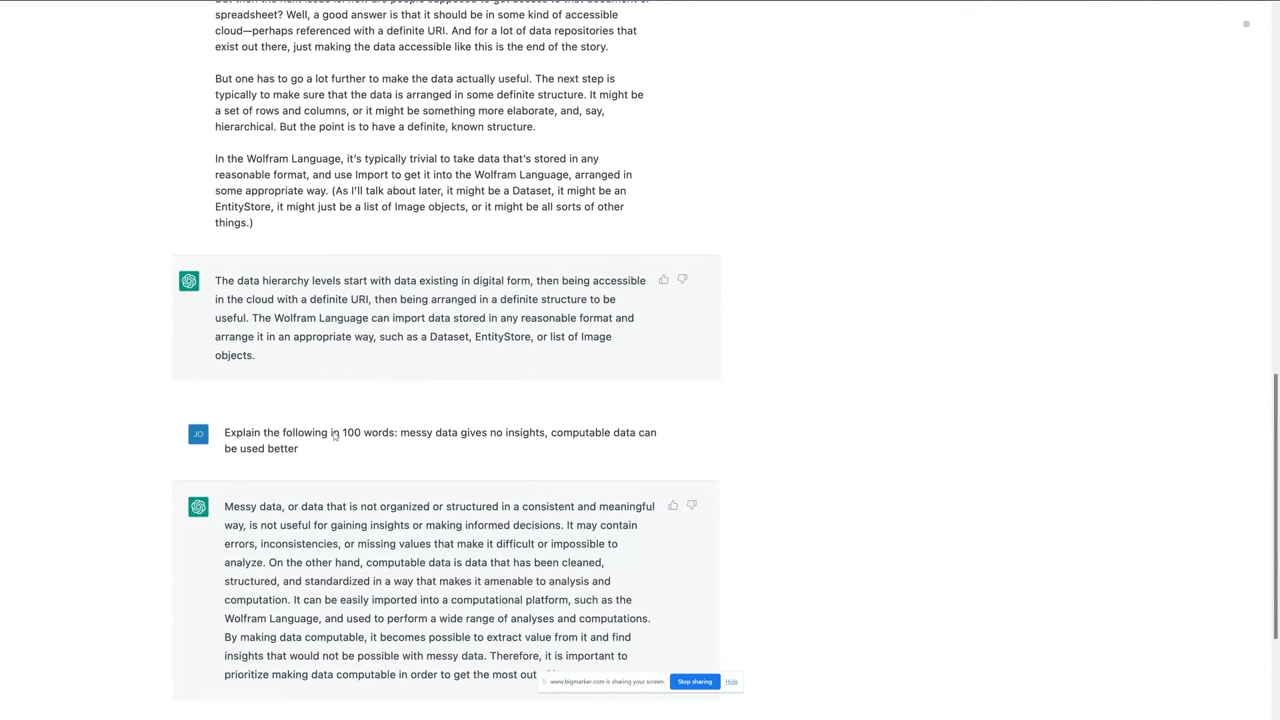 spreadsheet? Well, a good answer is that it should be in some kind of accessible
cloud—perhaps referenced with a definite URI. And for a lot of data repositories that
exist out there, just making the data accessible like this is the end of the story.
But one has to go a lot further to make the data actually useful. The next step is
typically to make sure that the data is arranged in some definite structure. It might be
a set of rows and columns, or it might be something more elaborate, and, say,
hierarchical. But the point is to have a definite, known structure.
In the Wolfram Language, it's typically trivial to take data that's stored in any
reasonable format, and use Import to get it into the Wolfram Language, arranged in
some appropriate way. (As I'll talk about later, it might be a Dataset, it might be an
EntityStore, it might just be a list of Image objects, or it might be all sorts of other
things.)
The data hierarchy levels start with data existing in digital form, then being accessible
in the cloud with a definite URI, then being arranged in a definite structure to be
useful. The Wolfram Language can import data stored in any reasonable format and
arrange it in an appropriate way, such as a Dataset, EntityStore, or list of Image
objects.
JO
Explain the following in 100 words: messy data gives no insights, computable data can
be used better
Messy data, or data that is not organized or structured in a consistent and meaningful
way, is not useful for gaining insights or making informed decisions. It may contain
errors, inconsistencies, or missing values that make it difficult or impossible to
analyze. On the other hand, computable data is data that has been cleaned,
structured, and standardized in a way that makes it amenable to analysis and
computation. It can be easily imported into a computational platform, such as the
Wolfram Language, and used to perform a wide range of analyses and computations.
By making data computable, it becomes possible to extract value from it and find
insights that would not be possible with messy data. Therefore, it is important to
prioritize making data computable in order to get the most out
www.bigmarker.com is sharing your screen.
Stop sharing
Hide